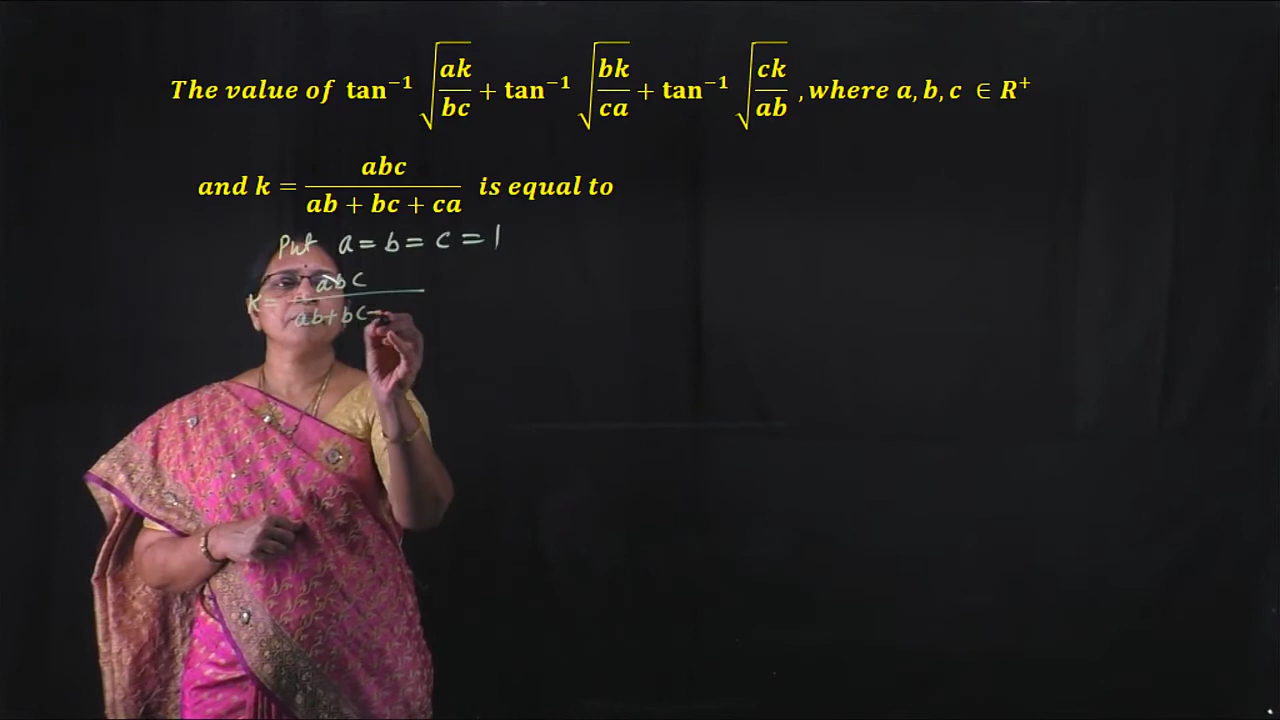 The value of tan⁻¹ √(ak/bc) + tan⁻¹ √(bk/ca) + tan⁻¹ √(ck/ab) , where a, b, c ∈ R⁺
and k = abc/(ab + bc + ca) is equal to
Put a = b = c = 1
K = abc/(ab+bc